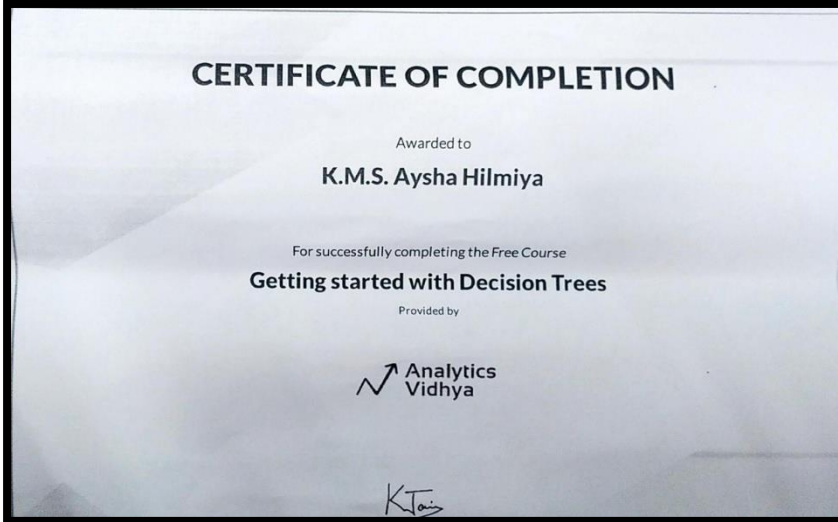 CERTIFICATE OF COMPLETION
Awarded to
K.M.S. Aysha Hilmiya
For successfully completing the Free Course
Getting started with Decision Trees
Provided by
Analytics
Vidhya